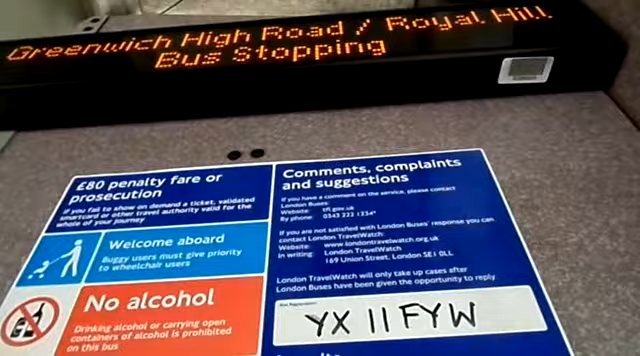 Greenwich High Road / Royal Hill
Bus Stopping
£80 penalty fare or
prosecution
If you fail to show on demand a ticket, validated
smartcard or other travel authority valid for the
whole of your journey
Welcome aboard
Buggy users must give priority
to wheelchair users
No alcohol
Drinking alcohol or carrying open
containers of alcohol is prohibited
on this bus
Comments, complaints
and suggestions
If you have a comment on the service, please contact
London Buses:
Website: tfl.gov.uk
By phone: 0343 222 1234*
If you are not satisfied with London Buses' response you can
contact London TravelWatch:
Website: www.londontravelwatch.org.uk
In writing: London TravelWatch
169 Union Street, London SE1 0LL
London TravelWatch will only take up cases after
London Buses have been given the opportunity to reply
YX 11 FYW